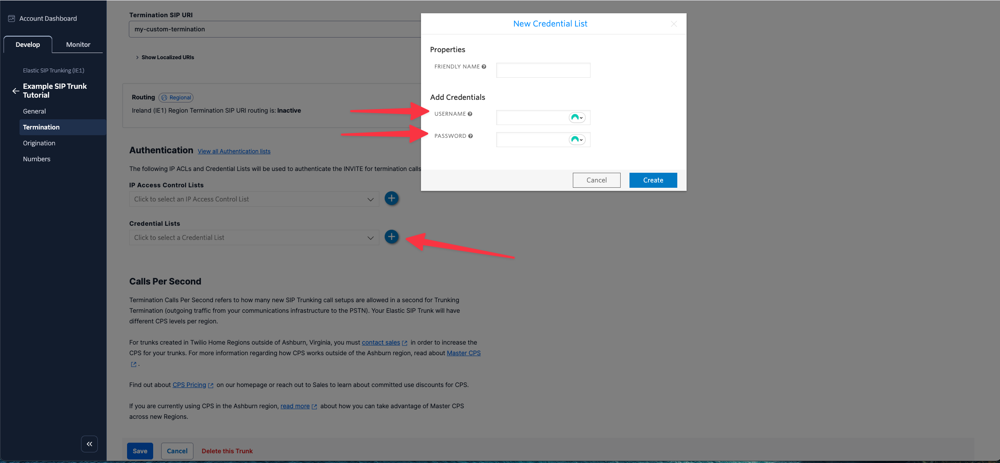 Account Dashboard
Develop
Monitor
Elastic SIP Trunking (IE1)
Example SIP Trunk
Tutorial
General
Termination
Origination
Numbers
Termination SIP URI
my-custom-termination
Show Localized URIs
Routing Regional
Ireland (IE1) Region Termination SIP URI routing is: Inactive
Authentication View all Authentication lists
The following IP ACLs and Credential Lists will be used to authenticate the INVITE for termination calls
IP Access Control Lists
Click to select an IP Access Control List
Credential Lists
Click to select a Credential List
Calls Per Second
Termination Calls Per Second refers to how many new SIP Trunking call setups are allowed in a second for Trunking
Termination (outgoing traffic from your communications infrastructure to the PSTN). Your Elastic SIP Trunk will have
different CPS levels per region.
For trunks created in Twilio Home Regions outside of Ashburn, Virginia, you must contact sales in order to increase the
CPS for your trunks. For more information regarding how CPS works outside of the Ashburn region, read about Master CPS
.
Find out about CPS Pricing on our homepage or reach out to Sales to learn about committed use discounts for CPS.
If you are currently using CPS in the Ashburn region, read more about how you can take advantage of Master CPS
across new Regions.
Save
Cancel
Delete this Trunk
New Credential List
Properties
FRIENDLY NAME
Add Credentials
USERNAME
PASSWORD
Cancel
Create